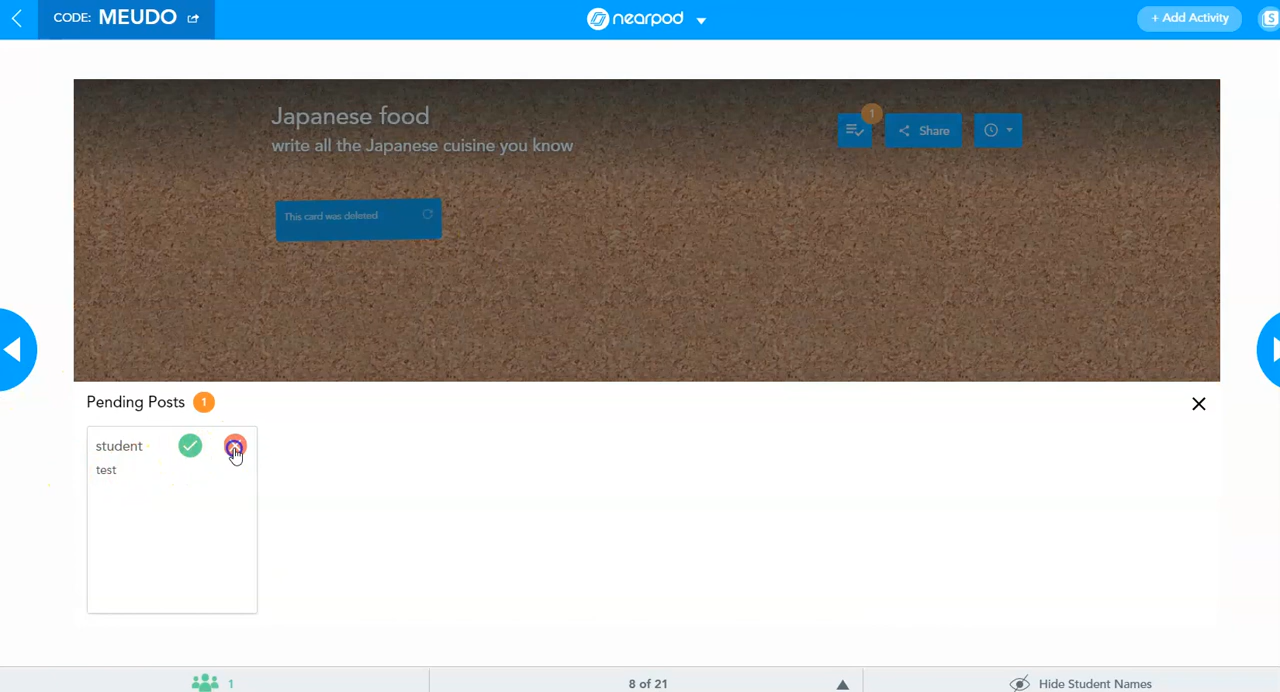 CODE: MEUDO
nearpod
+ Add Activity
S
Japanese food
write all the Japanese cuisine you know
1
Share
This card was deleted
Pending Posts 1
student
test
1
8 of 21
Hide Student Names